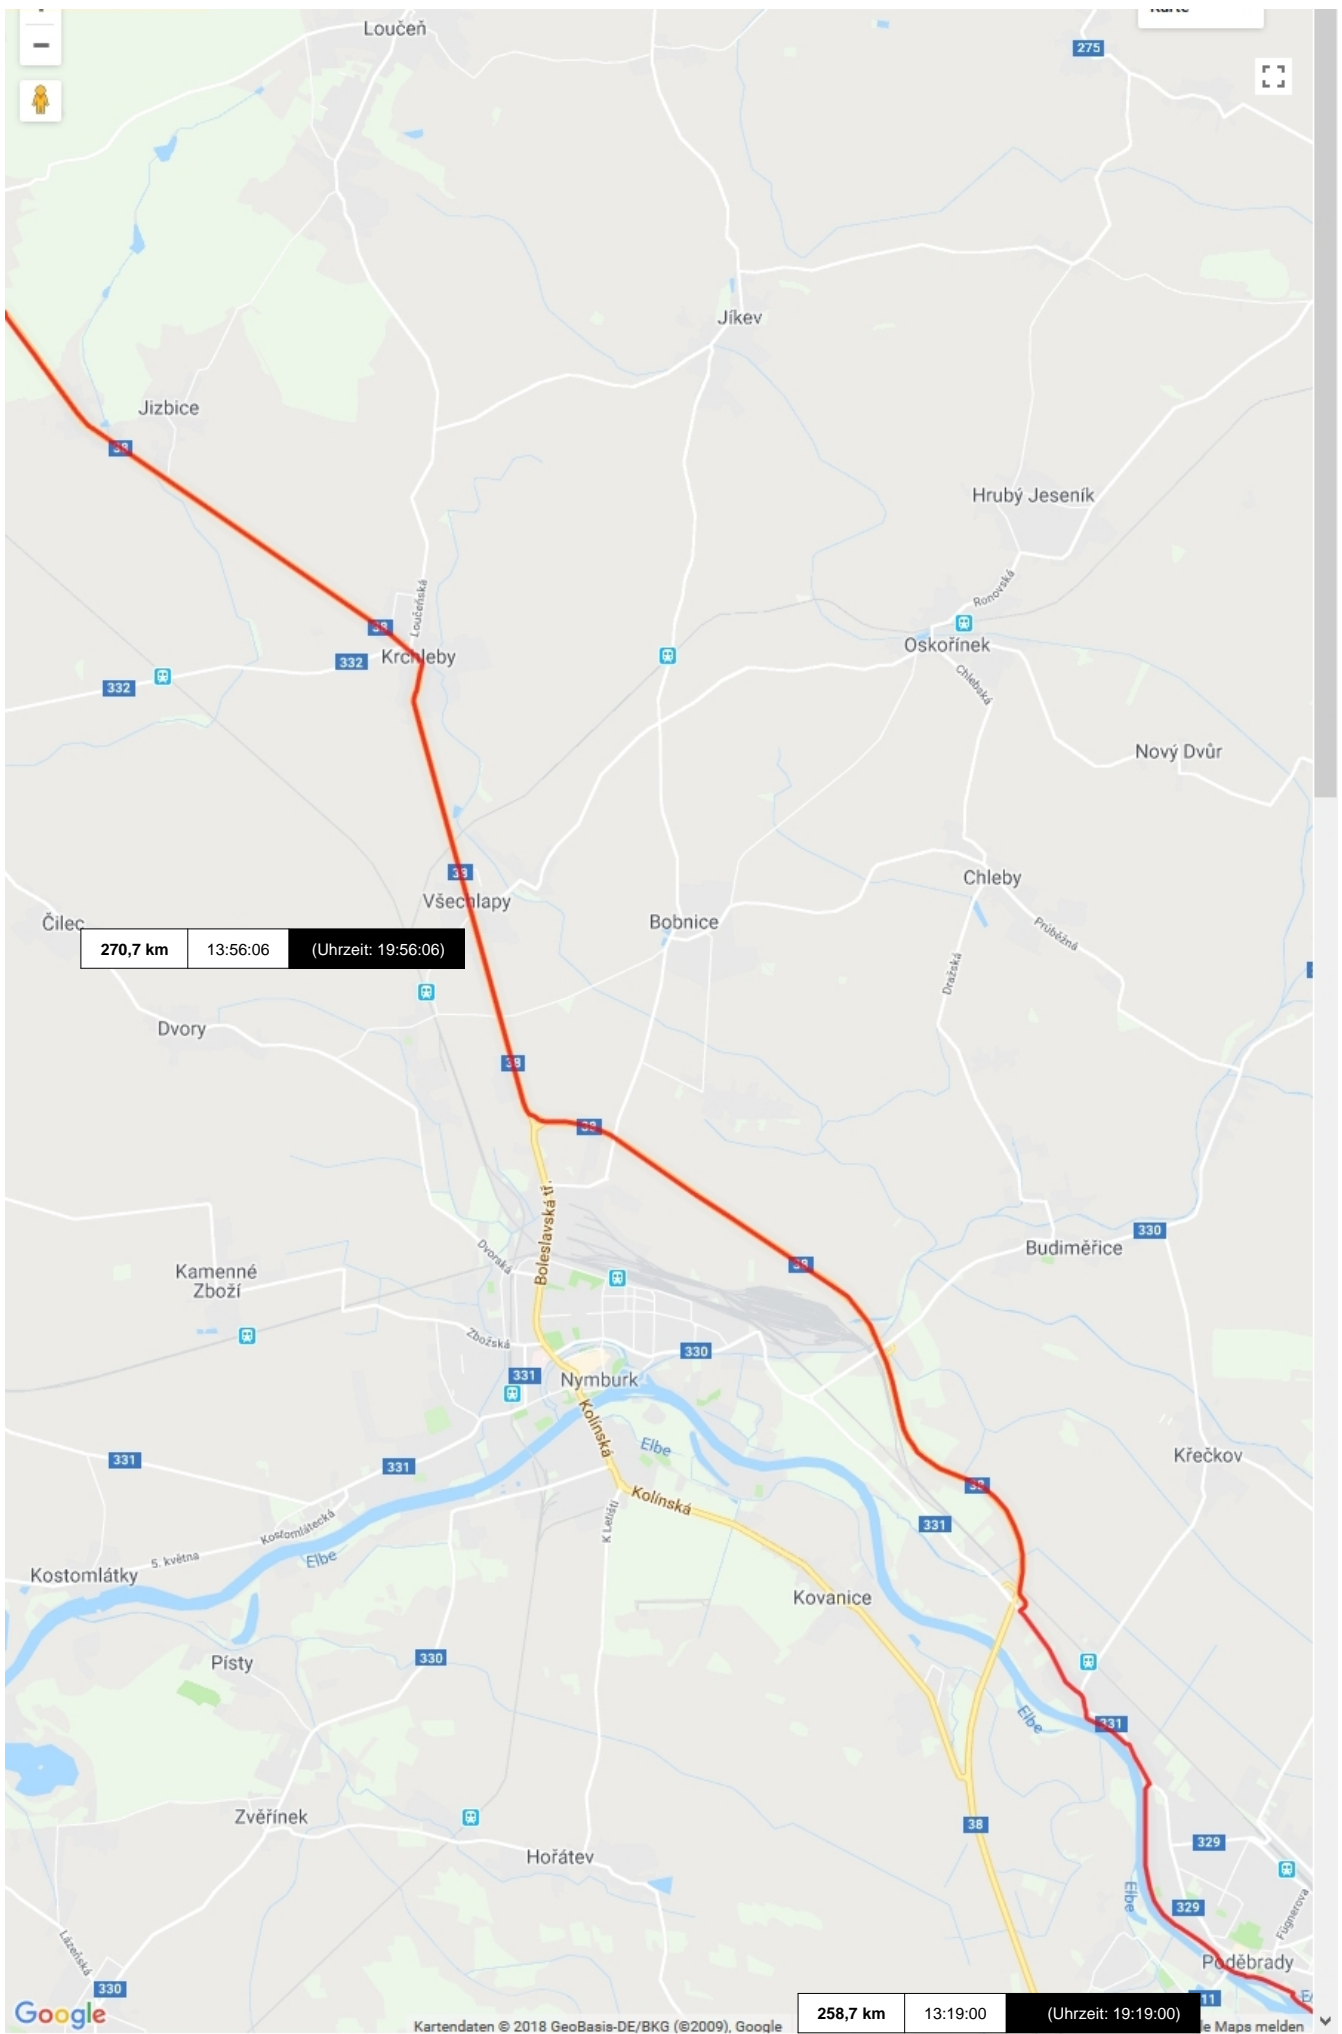 Loučeň
275
Jíkev
Jizbice
38
Hrubý Jeseník
Ronovská
Loučeňská
38
Oskořínek
332
Krchleby
Chlebská
332
Nový Dvůr
38
Chleby
Všechlapy
Čilec
Bobnice
Průběžná
270,7 km 13:56:06 (Uhrzeit: 19:56:06)
Dražská
Dvory
38
38
Boleslavská tř.
330
Budiměřice
Dvorská
38
Kamenné
Zboží
Zbožská
330
331
Nymburk
Kolínská
Elbe
331
331
Křečkov
38
Kolínská
K Letišti
Kostomlátecká
331
5. května
Elbe
Kostomlátky
Kovanice
330
Písty
Elbe
331
Zvěřínek
38
329
Hořátev
Elbe
329
Fügnerova
Lázeňská
Poděbrady
330
11
Google
258,7 km 13:19:00 (Uhrzeit: 19:19:00)
Kartendaten © 2018 GeoBasis-DE/BKG (©2009), Google
Maps melden